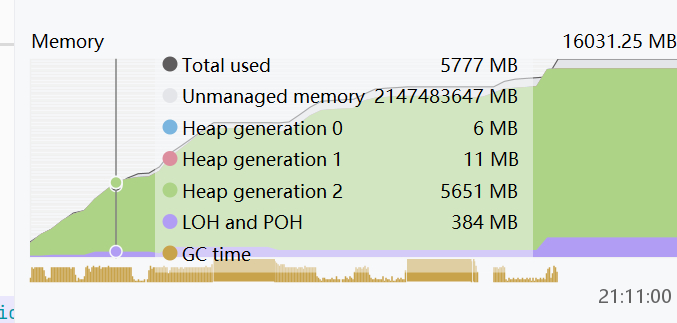 Memory 16031.25 MB
Total used 5777 MB
Unmanaged memory 2147483647 MB
Heap generation 0 6 MB
Heap generation 1 11 MB
Heap generation 2 5651 MB
LOH and POH 384 MB
GC time
21:11:00